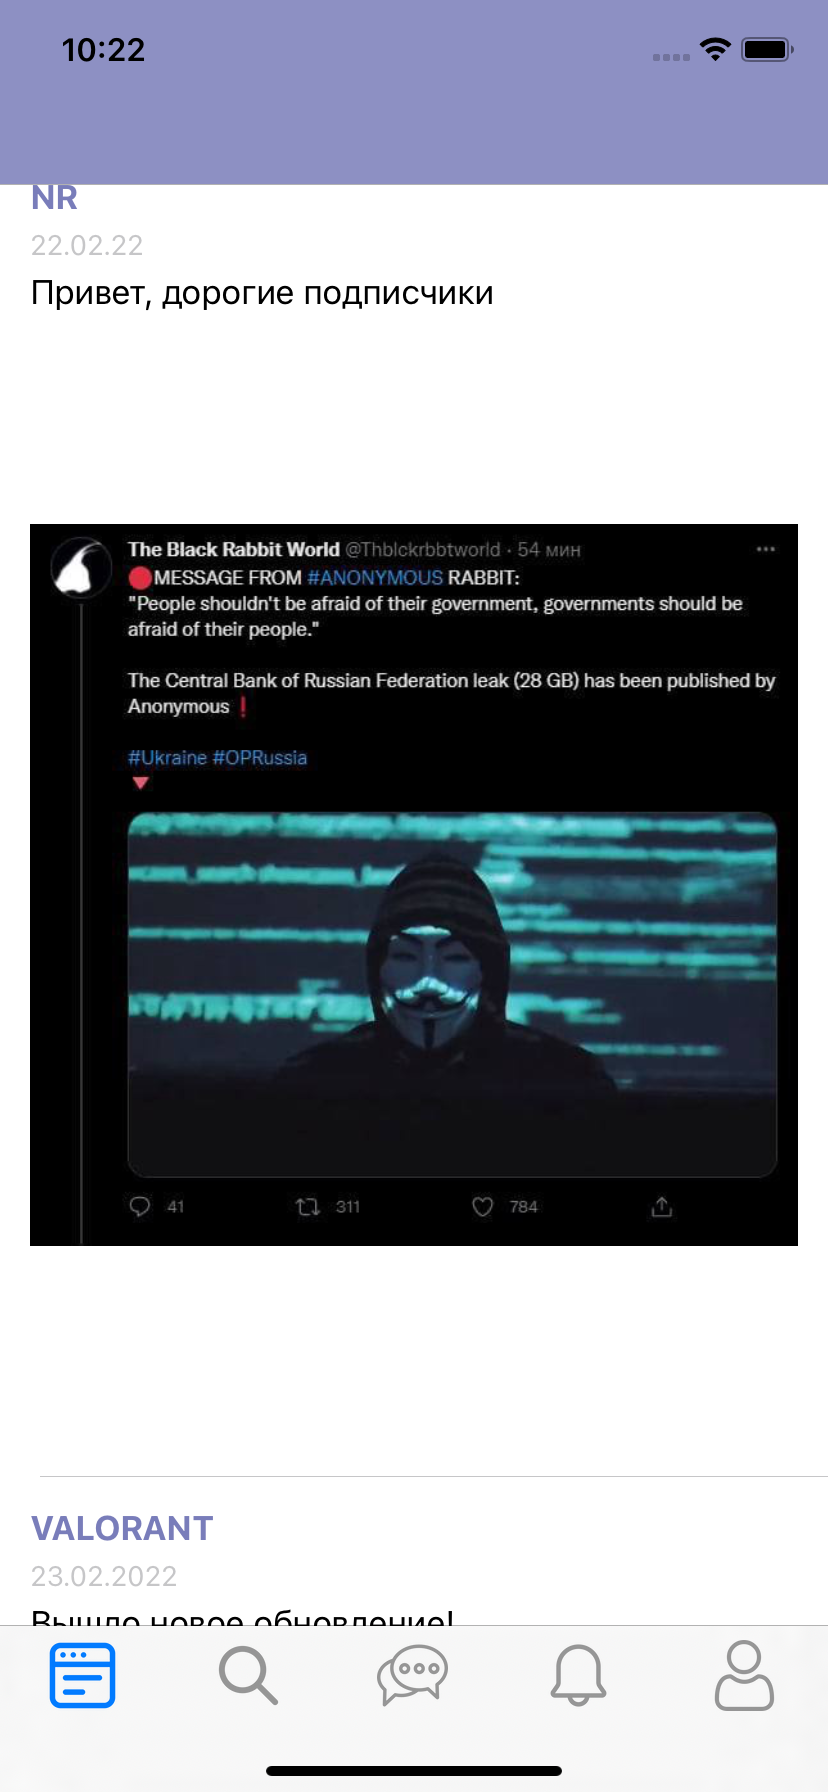 10:22
NR
22.02.22
Привет, дорогие подписчики
The Black Rabbit World @Thblckrbbtworld · 54 мин
🔴MESSAGE FROM #ANONYMOUS RABBIT:
"People shouldn't be afraid of their government, governments should be
afraid of their people."
The Central Bank of Russian Federation leak (28 GB) has been published by
Anonymous❗
#Ukraine #OPRussia
🔻
41 311 784
VALORANT
23.02.2022
Вышло новое обновление!